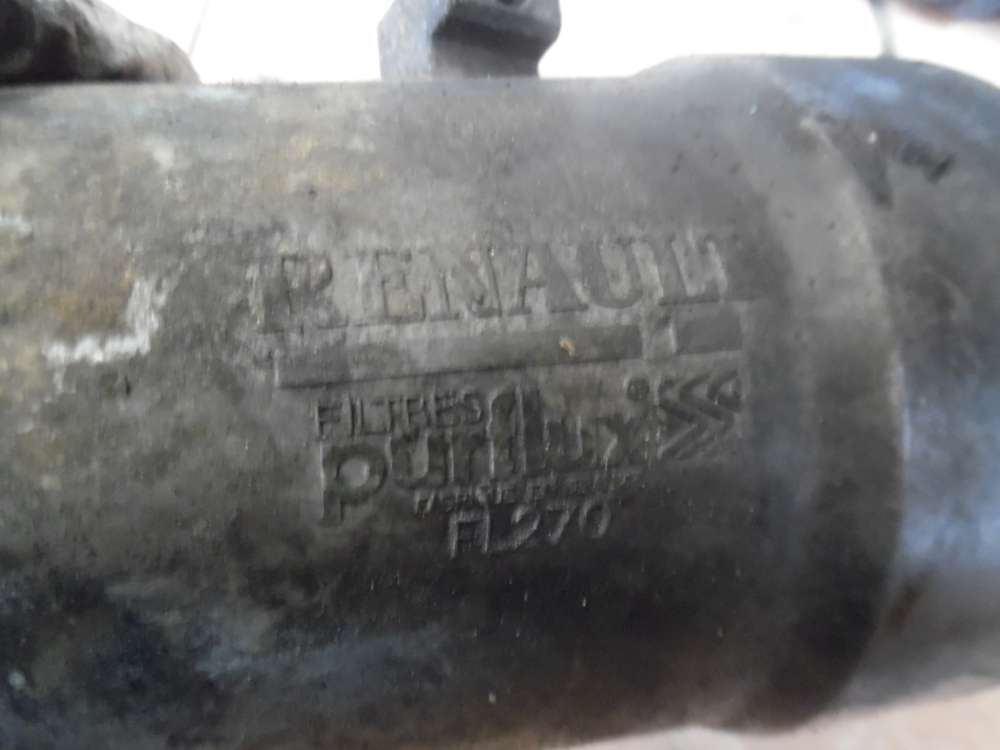 RENAULT
FILTRES
purflux
FL270